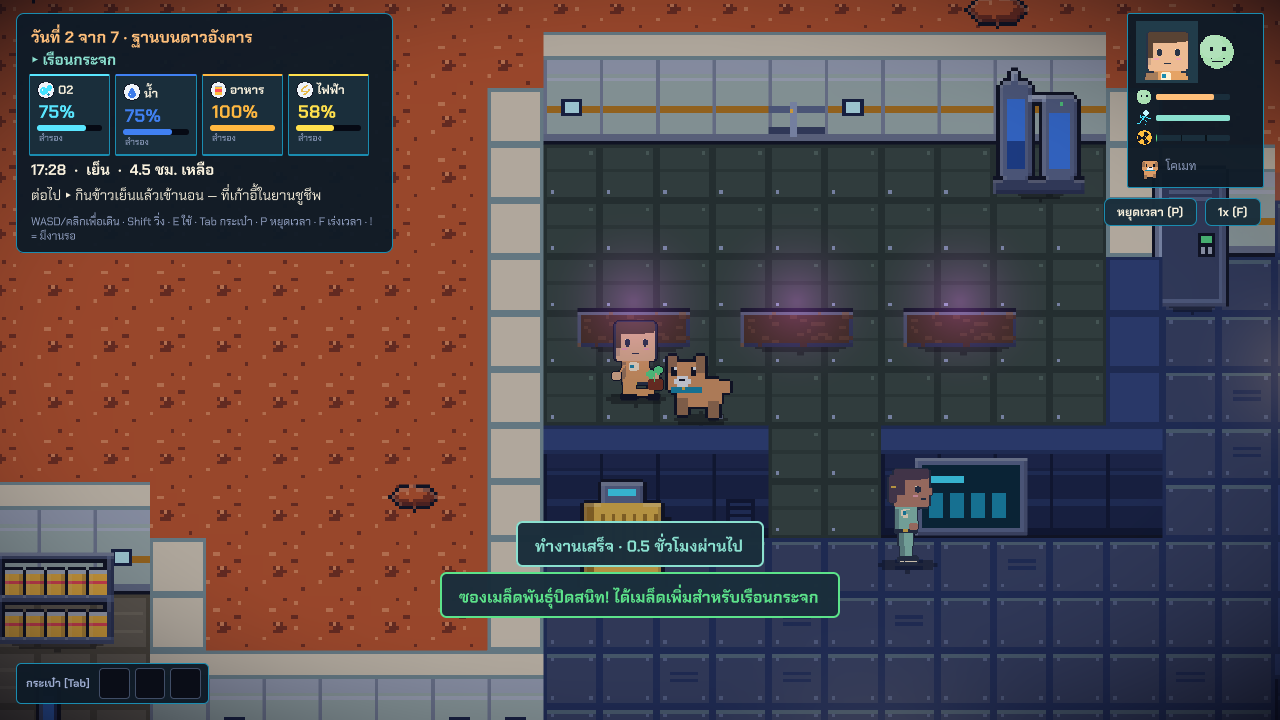 วันที่ 2 จาก 7 · ฐานบนดาวอังคาร
▸ เรือนกระจก
O2
75%
สำรอง
น้ำ
75%
สำรอง
อาหาร
100%
สำรอง
ไฟฟ้า
58%
สำรอง
17:28 · เย็น · 4.5 ชม. เหลือ
ต่อไป ▸ กินข้าวเย็นแล้วเข้านอน — ที่เก้าอี้ในยานชูชีพ
WASD/คลิกเพื่อเดิน · Shift วิ่ง · E ใช้ · Tab กระเป๋า · P หยุดเวลา · F เร่งเวลา · !
= มีงานรอ
โคเมท
หยุดเวลา (P)
1x (F)
ทำงานเสร็จ · 0.5 ชั่วโมงผ่านไป
ซองเมล็ดพันธุ์ปิดสนิท! ได้เมล็ดเพิ่มสำหรับเรือนกระจก
กระเป๋า [Tab]